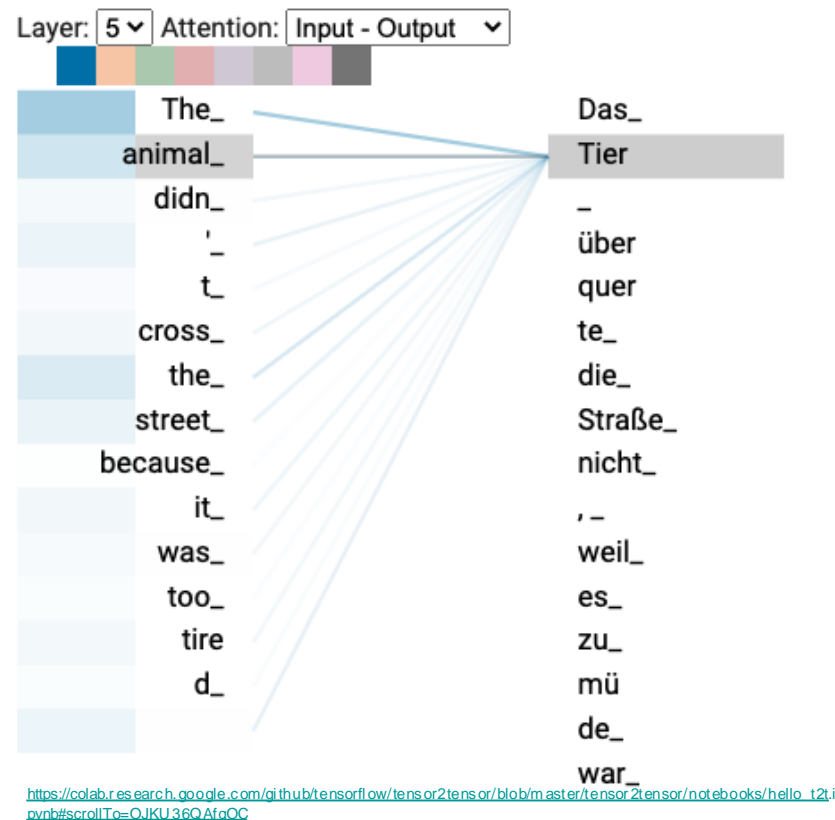 Layer: 5 Attention: Input - Output
The_ Das_
animal_ Tier
didn_ _
'_ über
t_ quer
cross_ te_
the_ die_
street_ Straße_
because_ nicht_
it_ , _
was_ weil_
too_ es_
tire zu_
d_ mü
de_
war_
https://colab.research.google.com/github/tensorflow/tensor2tensor/blob/master/tensor2tensor/notebooks/hello_t2t.i
pynb#scrollTo=OJKU36QAfqOC